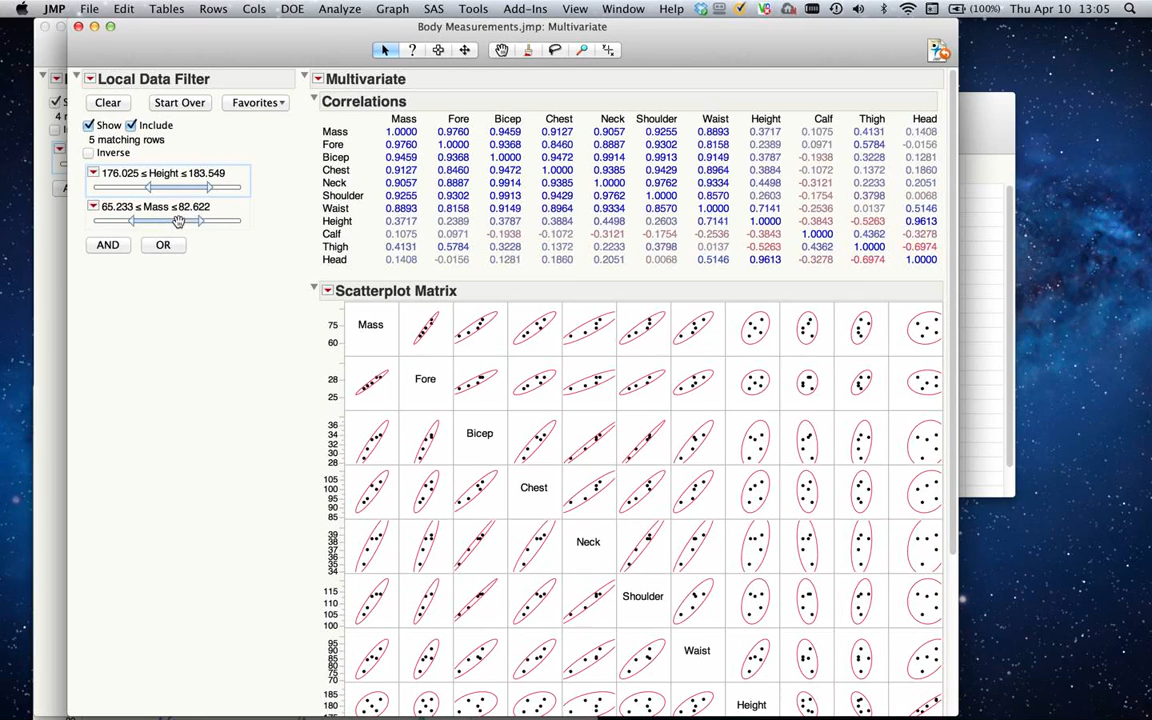 JMP File Edit Tables Rows Cols DOE Analyze Graph SAS Tools Add-Ins View Window Help (100%) Thu Apr 10 13:05
Body Measurements.jmp: Multivariate
Local Data Filter
Clear Start Over Favorites
Show Include
5 matching rows
Inverse
176.025 ≤ Height ≤ 183.549
65.233 ≤ Mass ≤ 82.622
AND OR
Multivariate
Correlations
Mass Fore Bicep Chest Neck Shoulder Waist Height Calf Thigh Head
Mass 1.0000 0.9760 0.9459 0.9127 0.9057 0.9255 0.8893 0.3717 0.1075 0.4131 0.1408
Fore 0.9760 1.0000 0.9368 0.8460 0.8887 0.9302 0.8158 0.2389 0.0971 0.5784 -0.0156
Bicep 0.9459 0.9368 1.0000 0.9472 0.9914 0.9913 0.9149 0.3787 -0.1938 0.3228 0.1281
Chest 0.9127 0.8460 0.9472 1.0000 0.9385 0.9429 0.9762 0.3884 -0.1072 0.1372 0.1860
Neck 0.9057 0.8887 0.9914 0.9385 1.0000 0.9762 0.9334 0.4498 -0.3121 0.2233 0.2051
Shoulder 0.9255 0.9302 0.9913 0.9429 0.9762 1.0000 0.8570 0.2603 -0.1754 0.3798 0.0068
Waist 0.8893 0.8158 0.9149 0.9762 0.9334 0.8570 1.0000 0.7141 -0.2536 0.0137 0.5146
Height 0.3717 0.2389 0.3787 0.3884 0.4498 0.2603 0.7141 1.0000 -0.3843 -0.5263 0.9613
Calf 0.1075 0.0971 -0.1938 -0.1072 -0.3121 -0.1754 -0.2536 -0.3843 1.0000 0.4362 -0.3278
Thigh 0.4131 0.5784 0.3228 0.1372 0.2233 0.3798 0.0137 -0.5263 0.4362 1.0000 -0.6974
Head 0.1408 -0.0156 0.1281 0.1860 0.2051 0.0068 0.5146 0.9613 -0.3278 -0.6974 1.0000
Scatterplot Matrix
75
Mass
60
28
Fore
25
36
34
Bicep
32
30
28
105
100
Chest
95
90
85
39
38
Neck
37
36
35
34
115
110
Shoulder
105
100
95
90
Waist
85
80
75
70
185
180
Height